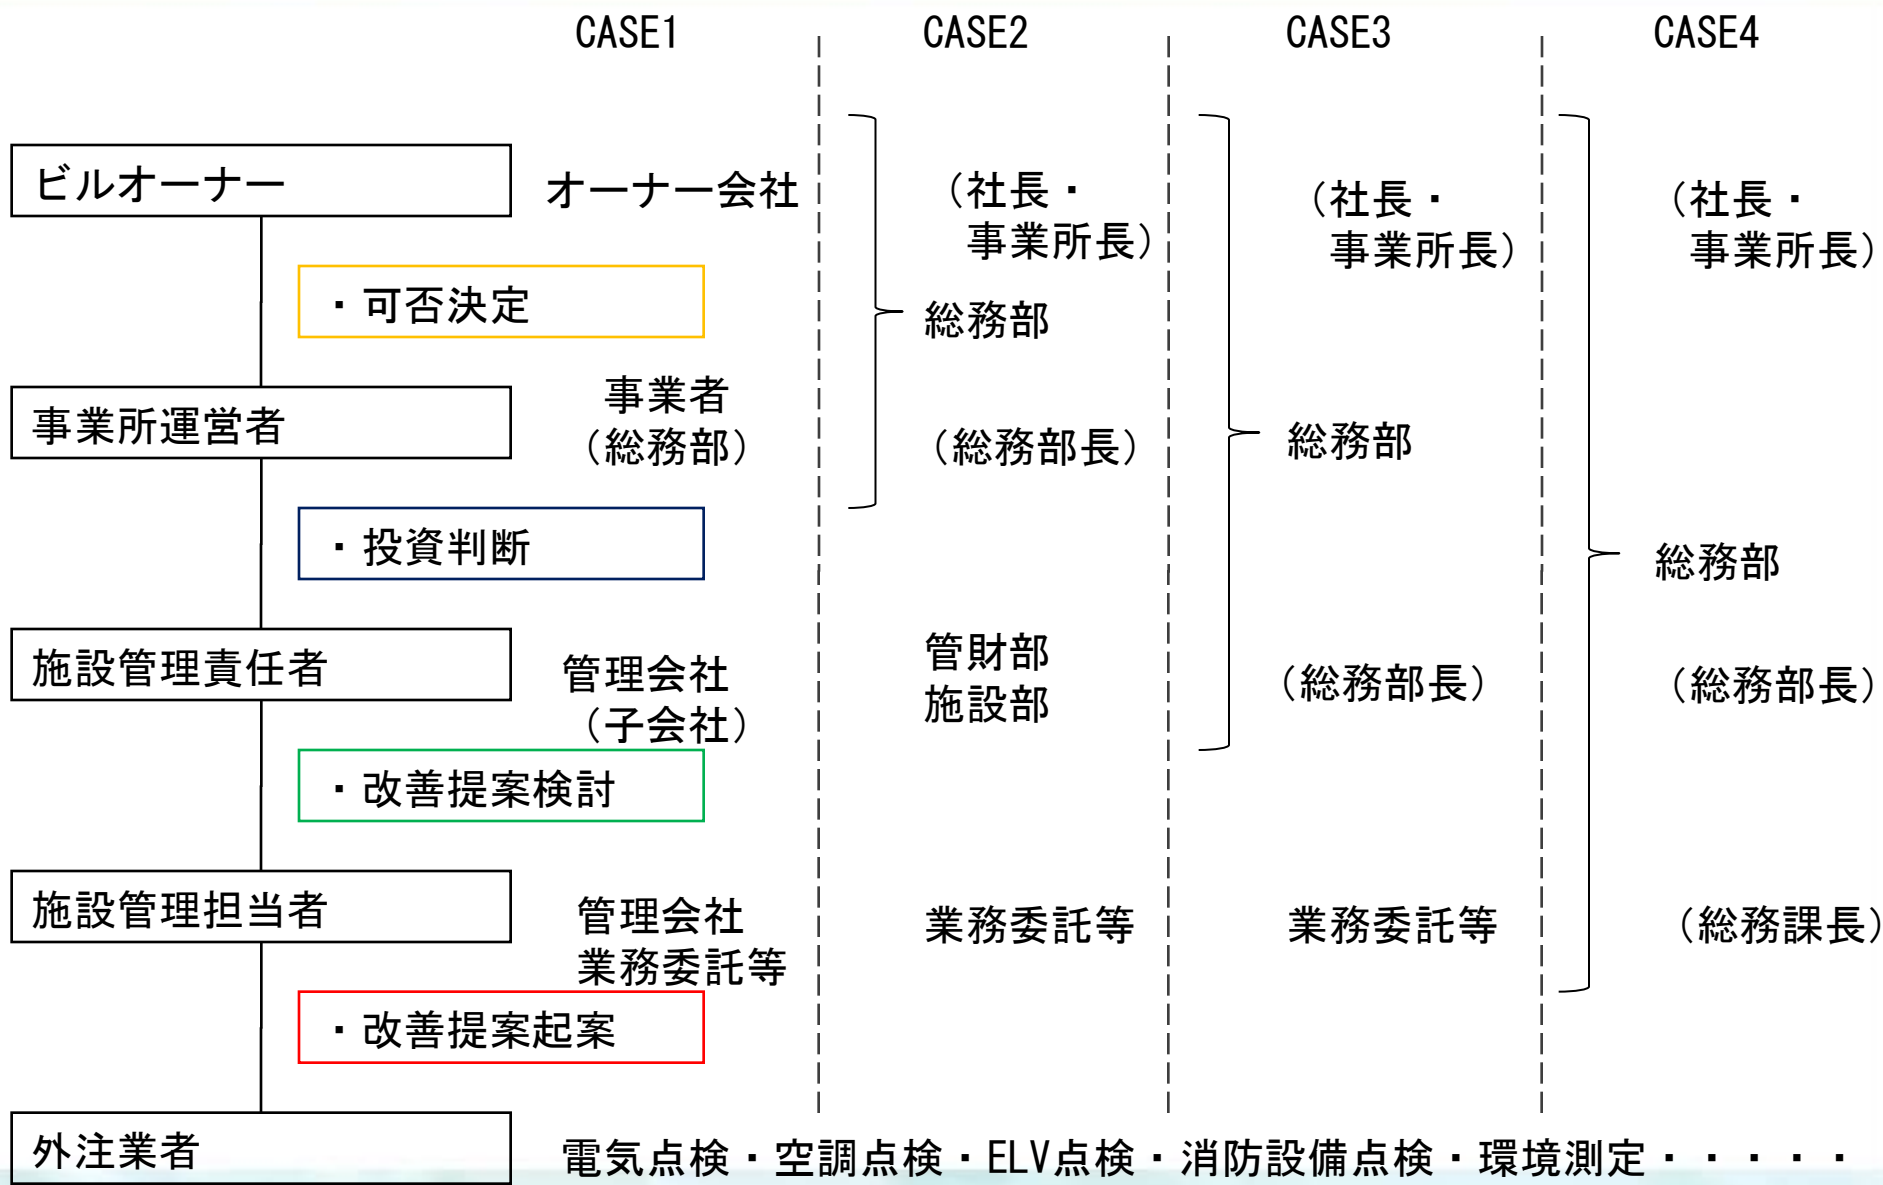 CASE1
CASE2
CASE3
CASE4
ビルオーナー
オーナー会社
（社長・
事業所長）
（社長・
事業所長）
（社長・
事業所長）
・可否決定
総務部
事業所運営者
事業者
（総務部）
（総務部長）
総務部
・投資判断
総務部
施設管理責任者
管理会社
（子会社）
管財部
施設部
（総務部長）
（総務部長）
・改善提案検討
施設管理担当者
管理会社
業務委託等
業務委託等
業務委託等
（総務課長）
・改善提案起案
外注業者
電気点検・空調点検・ELV点検・消防設備点検・環境測定・・・・・